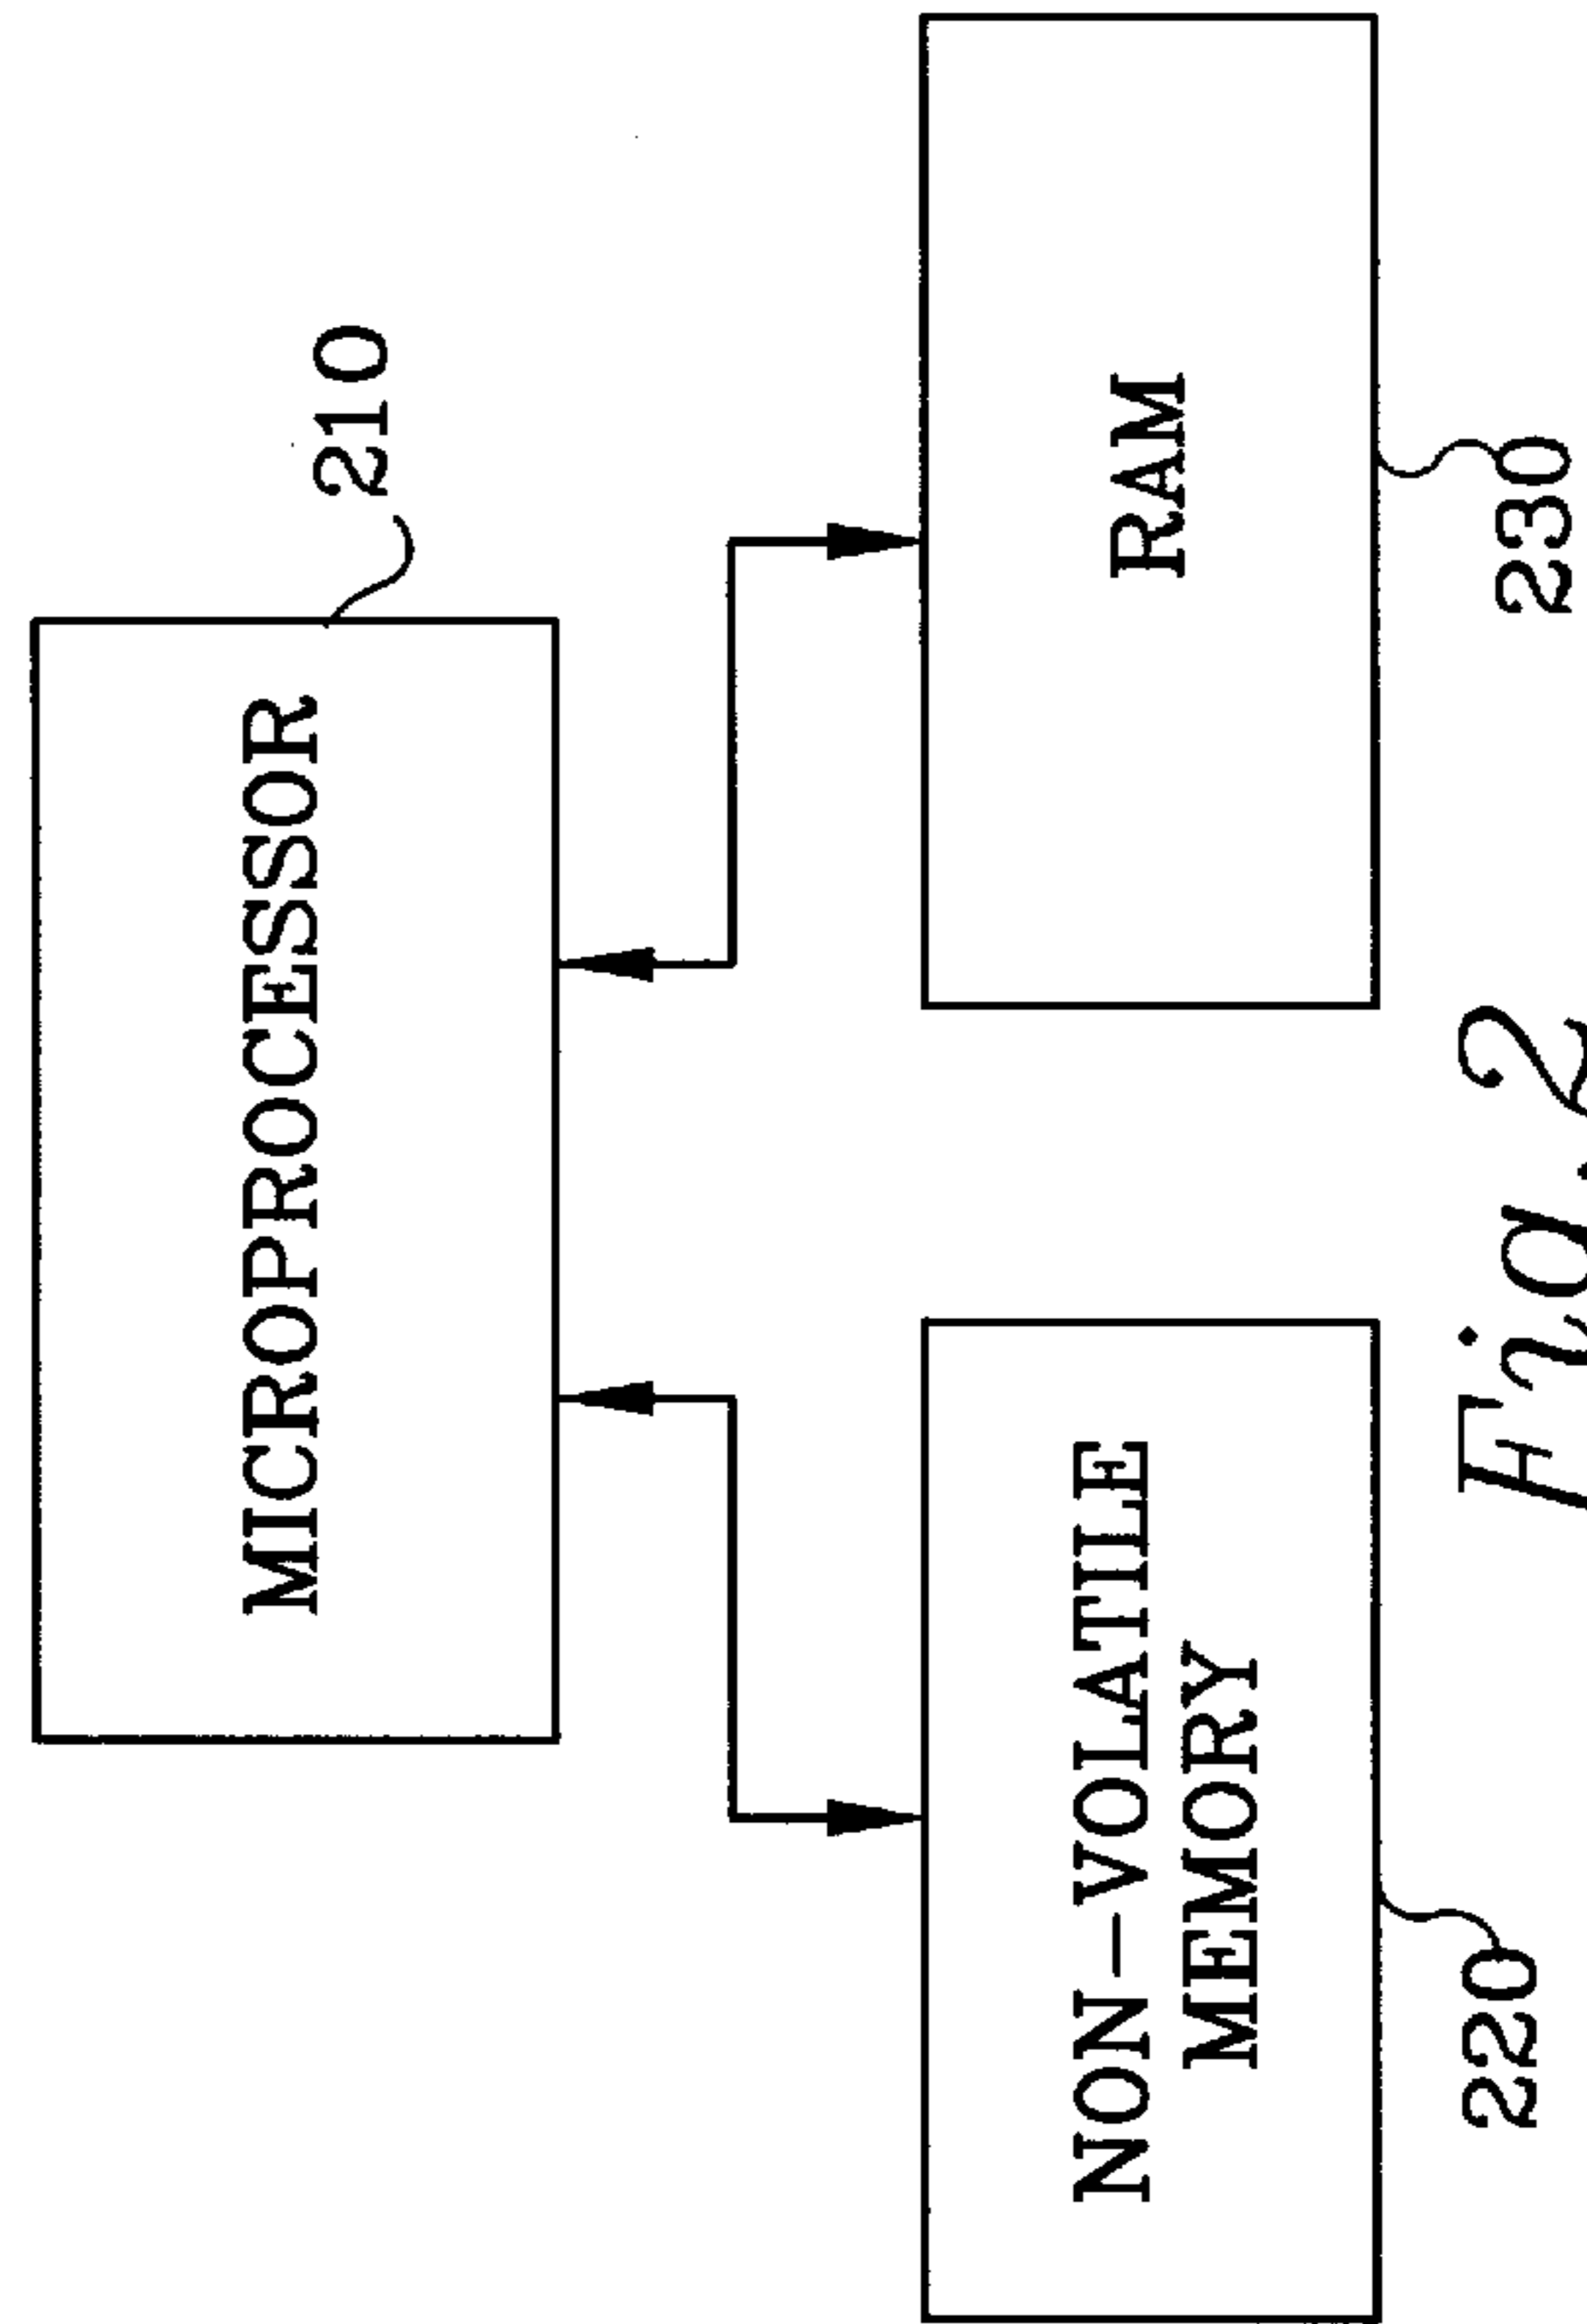 MICROPROCESSOR
210
NON-VOLATILE
MEMORY
220
RAM
230
Fig. 2